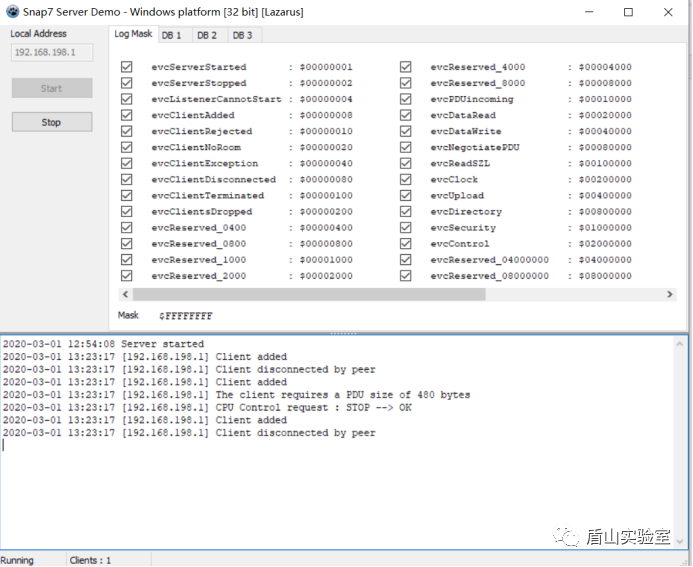 Snap7 Server Demo - Windows platform [32 bit] [Lazarus]
Local Address
192.168.198.1
Start
Stop
Log Mask DB 1 DB 2 DB 3
evcServerStarted : $00000001 evcReserved_4000 : $00004000
evcServerStopped : $00000002 evcReserved_8000 : $00008000
evcListenerCannotStart : $00000004 evcPDUincoming : $00010000
evcClientAdded : $00000008 evcDataRead : $00020000
evcClientRejected : $00000010 evcDataWrite : $00040000
evcClientNoRoom : $00000020 evcNegotiatePDU : $00080000
evcClientException : $00000040 evcReadSZL : $00100000
evcClientDisconnected : $00000080 evcClock : $00200000
evcClientTerminated : $00000100 evcUpload : $00400000
evcClientsDropped : $00000200 evcDirectory : $00800000
evcReserved_0400 : $00000400 evcSecurity : $01000000
evcReserved_0800 : $00000800 evcControl : $02000000
evcReserved_1000 : $00001000 evcReserved_04000000 : $04000000
evcReserved_2000 : $00002000 evcReserved_08000000 : $08000000
Mask $FFFFFFFF
2020-03-01 12:54:08 Server started
2020-03-01 13:23:17 [192.168.198.1] Client added
2020-03-01 13:23:17 [192.168.198.1] Client disconnected by peer
2020-03-01 13:23:17 [192.168.198.1] Client added
2020-03-01 13:23:17 [192.168.198.1] The client requires a PDU size of 480 bytes
2020-03-01 13:23:17 [192.168.198.1] CPU Control request : STOP --> OK
2020-03-01 13:23:17 [192.168.198.1] Client added
2020-03-01 13:23:17 [192.168.198.1] Client disconnected by peer
盾山实验室
Running Clients : 1